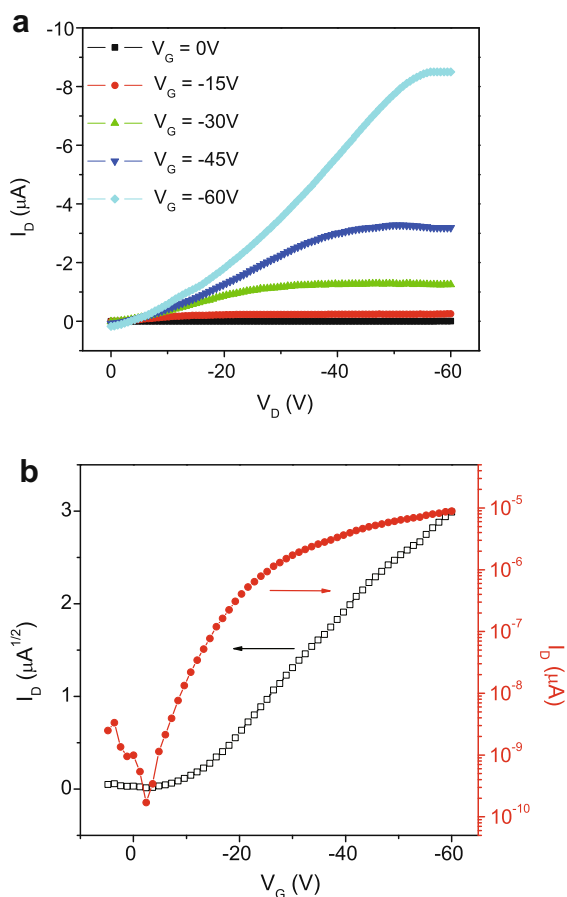 a
V_G = 0V
V_G = -15V
V_G = -30V
V_G = -45V
V_G = -60V
-10
-8
-6
-4
-2
0
I_D (μA)
0 -20 -40 -60
V_D (V)
b
3
2
1
0
I_D (μA^1/2)
10^-5
10^-6
10^-7
10^-8
10^-9
10^-10
I_D (μA)
0 -20 -40 -60
V_G (V)